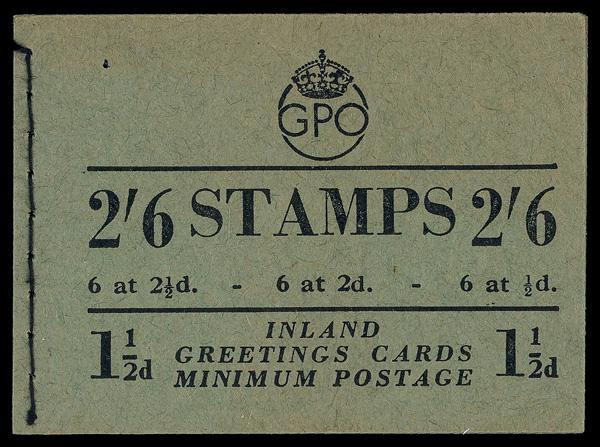 GPO
2/6 STAMPS 2/6
6 at 2½d. - 6 at 2d. - 6 at ½d.
1½d INLAND 1½d
GREETINGS CARDS
MINIMUM POSTAGE